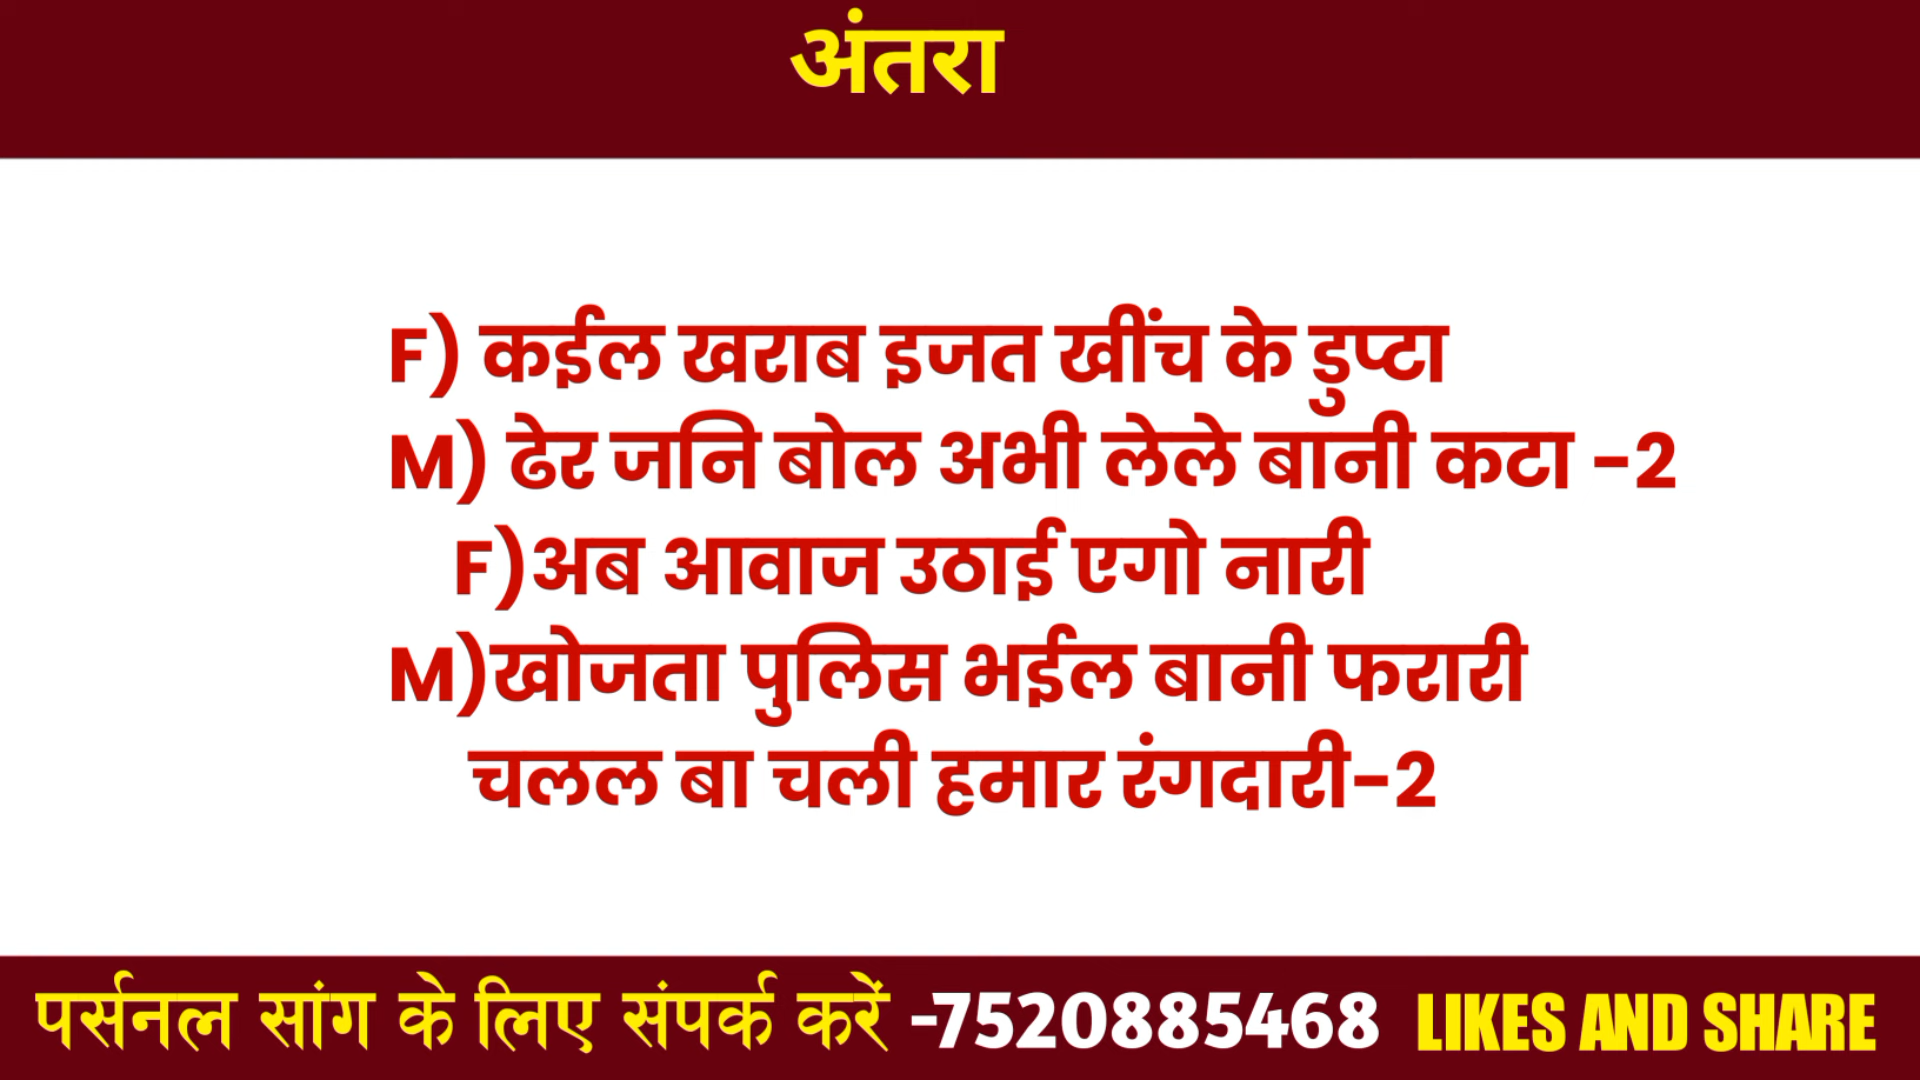 अंतरा
F) कईल खराब इजत खींच के डुप्टा
M) ढेर जनि बोल अभी लेले बानी कटा -2
F)अब आवाज उठाई एगो नारी
M)खोजता पुलिस भईल बानी फरारी
चलल बा चली हमार रंगदारी-2
पर्सनल सांग के लिए संपर्क करें -7520885468 LIKES AND SHARE